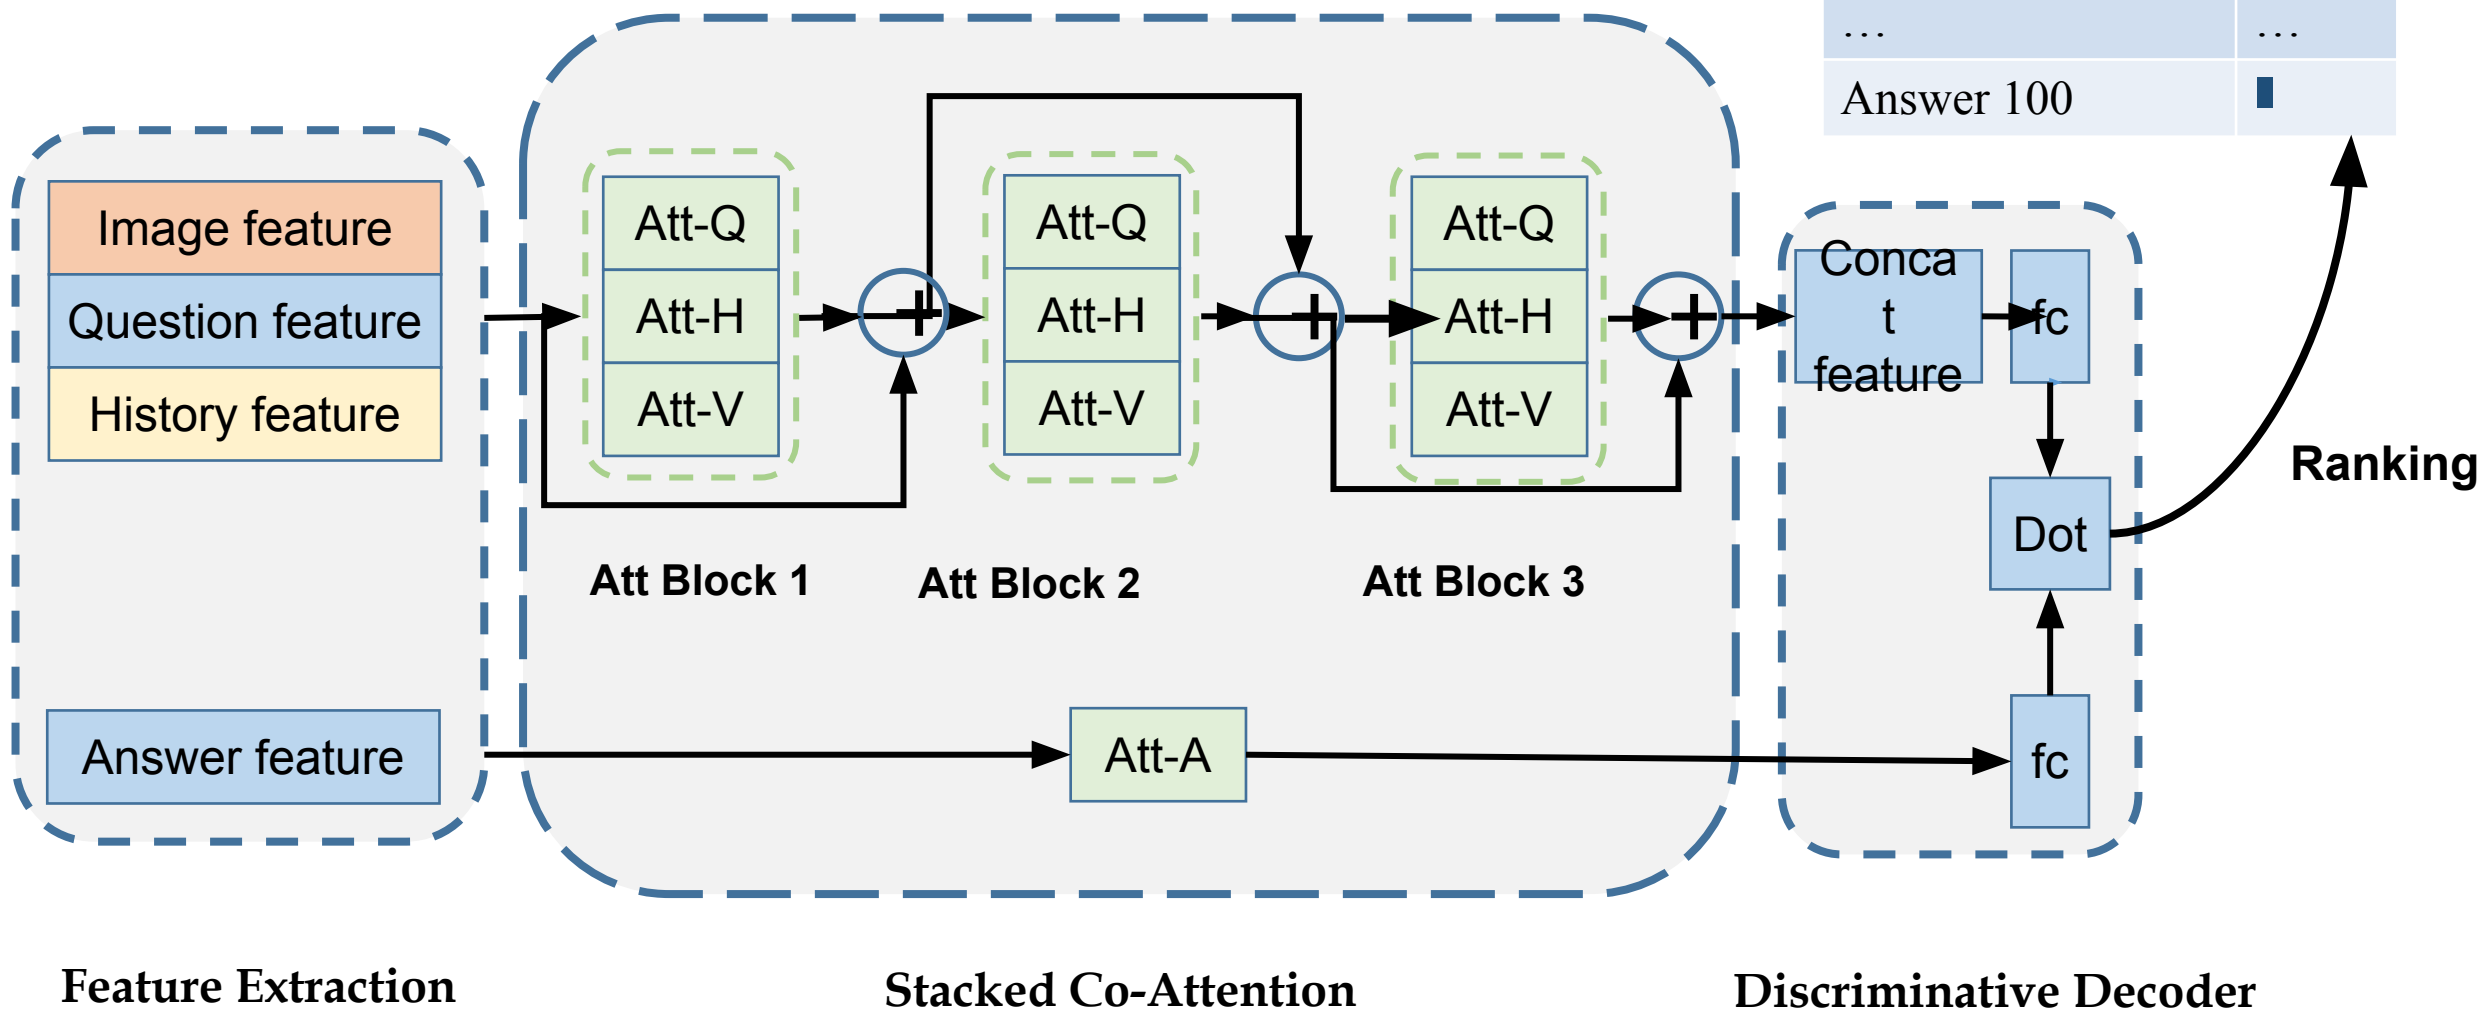 … …
Answer 100
Image feature
Question feature
History feature
Answer feature
Att-Q
Att-H
Att-V
Att Block 1
+
Att-Q
Att-H
Att-V
Att Block 2
+
Att-Q
Att-H
Att-V
Att Block 3
+
Att-A
Conca
t
feature
fc
Dot
fc
Ranking
Feature Extraction
Stacked Co-Attention
Discriminative Decoder